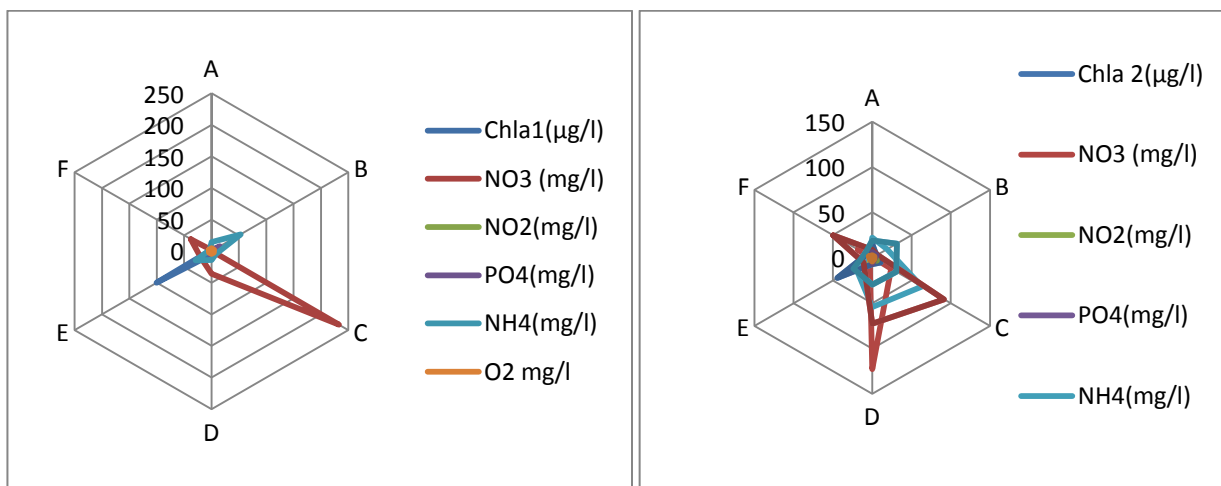 A
250
200
150
100
50
0
B
C
D
E
F
Chla1(µg/l)
NO3 (mg/l)
NO2(mg/l)
PO4(mg/l)
NH4(mg/l)
O2 mg/l
A
150
100
50
0
B
C
D
E
F
Chla 2(µg/l)
NO3 (mg/l)
NO2(mg/l)
PO4(mg/l)
NH4(mg/l)